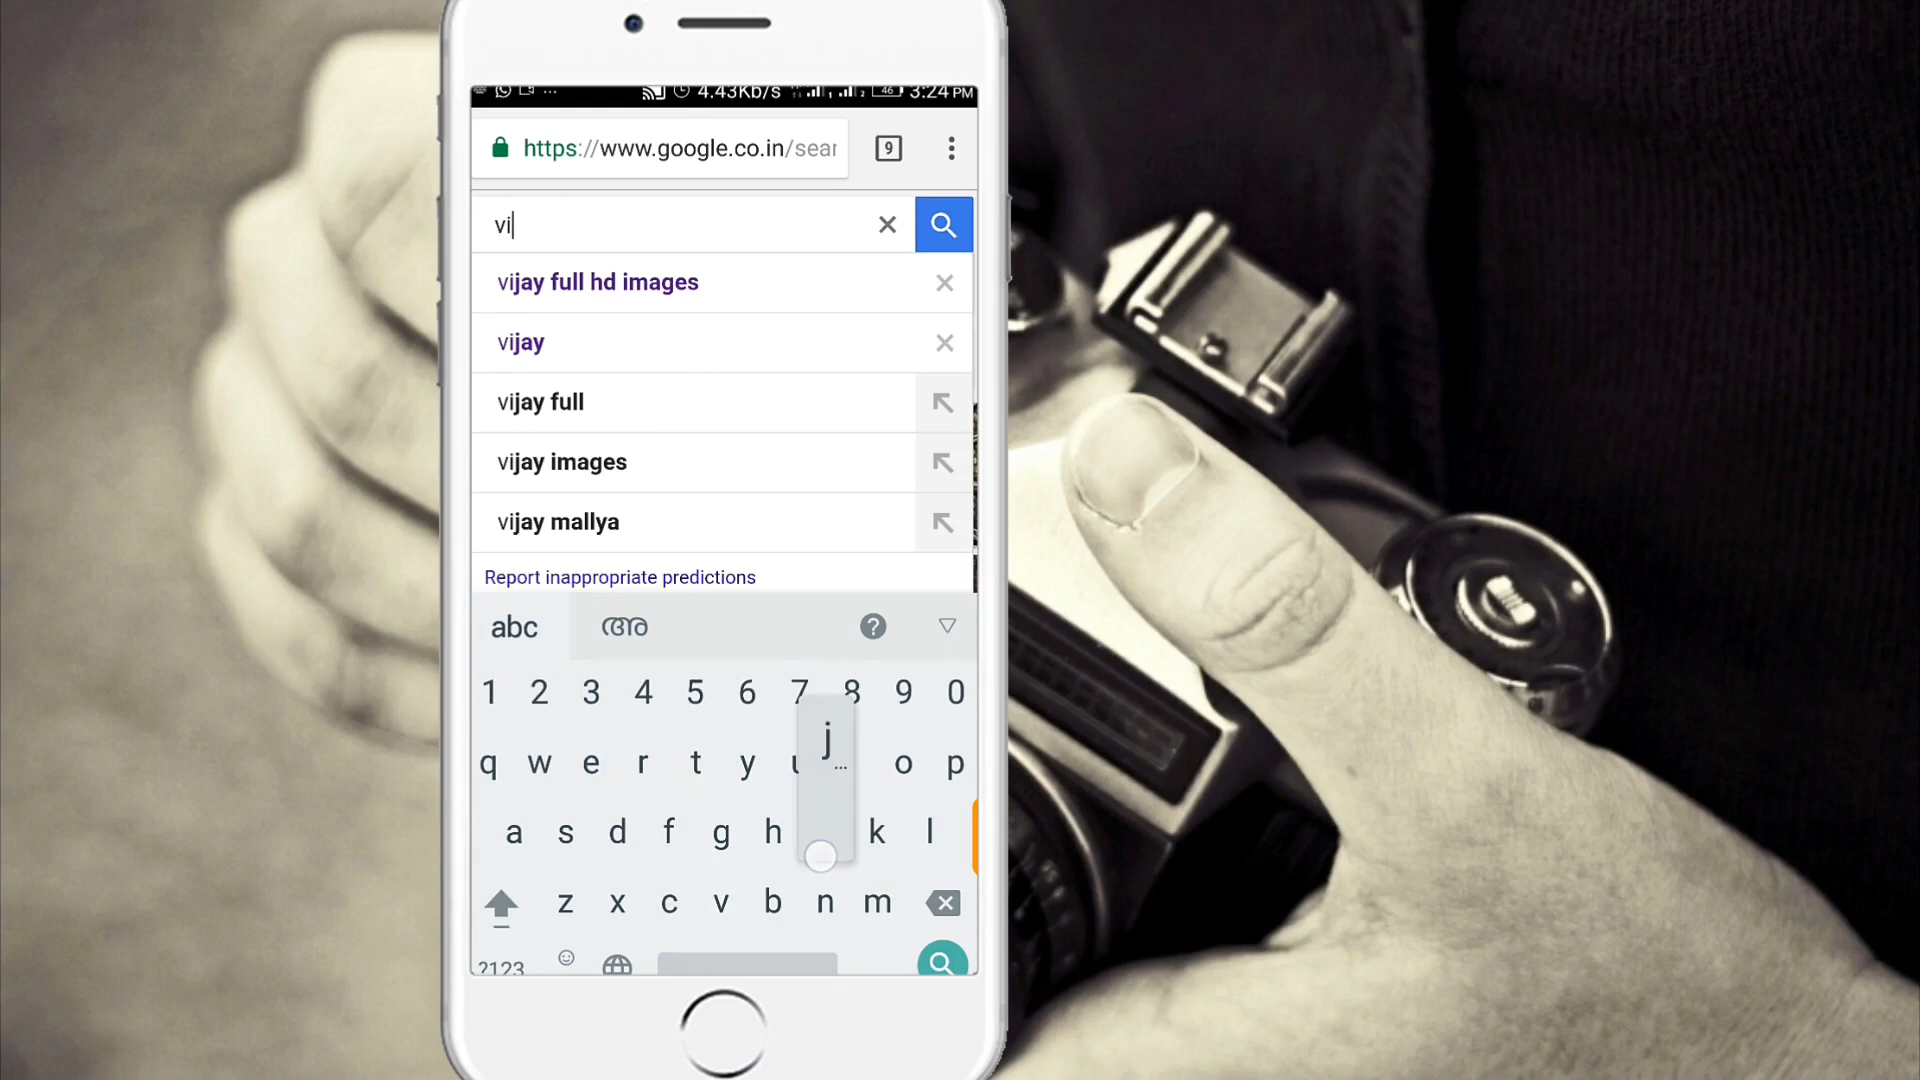 4.43Kb/s 46 3:24 PM
https://www.google.co.in/sear
9
vi
vijay full hd images
vijay
vijay full
vijay images
vijay mallya
Report inappropriate predictions
abc അ ?
1 2 3 4 5 6 7 8 9 0
q w e r t y u o p
j
...
a s d f g h k l
z x c v b n m
?123